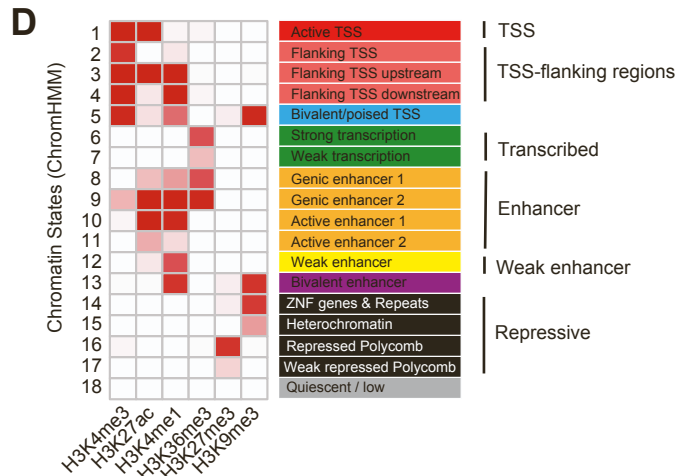 D
Chromatin States (ChromHMM)
1 Active TSS
2 Flanking TSS
3 Flanking TSS upstream
4 Flanking TSS downstream
5 Bivalent/poised TSS
6 Strong transcription
7 Weak transcription
8 Genic enhancer 1
9 Genic enhancer 2
10 Active enhancer 1
11 Active enhancer 2
12 Weak enhancer
13 Bivalent enhancer
14 ZNF genes & Repeats
15 Heterochromatin
16 Repressed Polycomb
17 Weak repressed Polycomb
18 Quiescent / low
TSS
TSS-flanking regions
Transcribed
Enhancer
Weak enhancer
Repressive
H3K4me3
H3K27ac
H3K4me1
H3K36me3
H3K27me3
H3K9me3